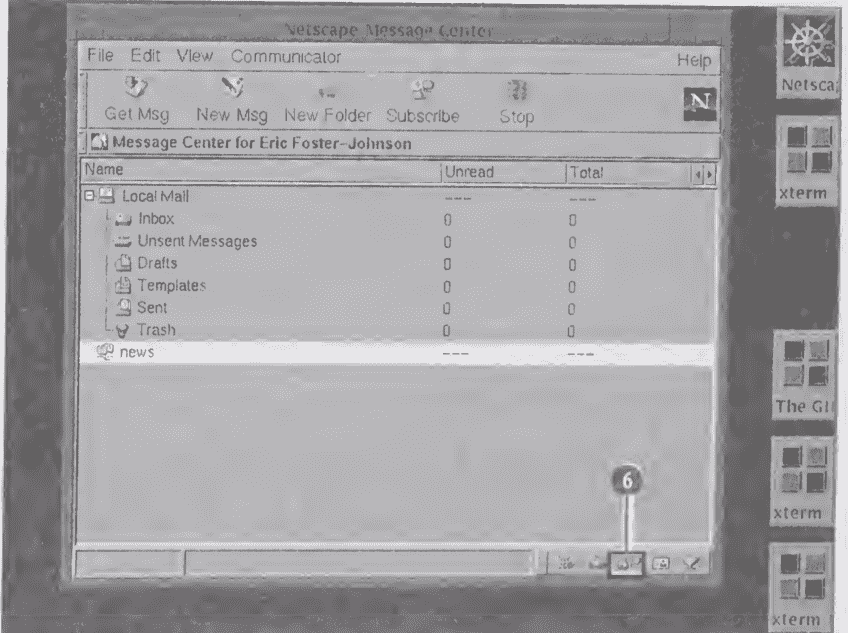 Netscape Message Center
File Edit View Communicator Help
Get Msg New Msg New Folder Subscribe Stop
N
Message Center for Eric Foster-Johnson
Name Unread Total
Local Mail --- ---
Inbox 0 0
Unsent Messages 0 0
Drafts 0 0
Templates 0 0
Sent 0 0
Trash 0 0
news --- ---
6
Netsca
xterm
The GI
xterm
xterm